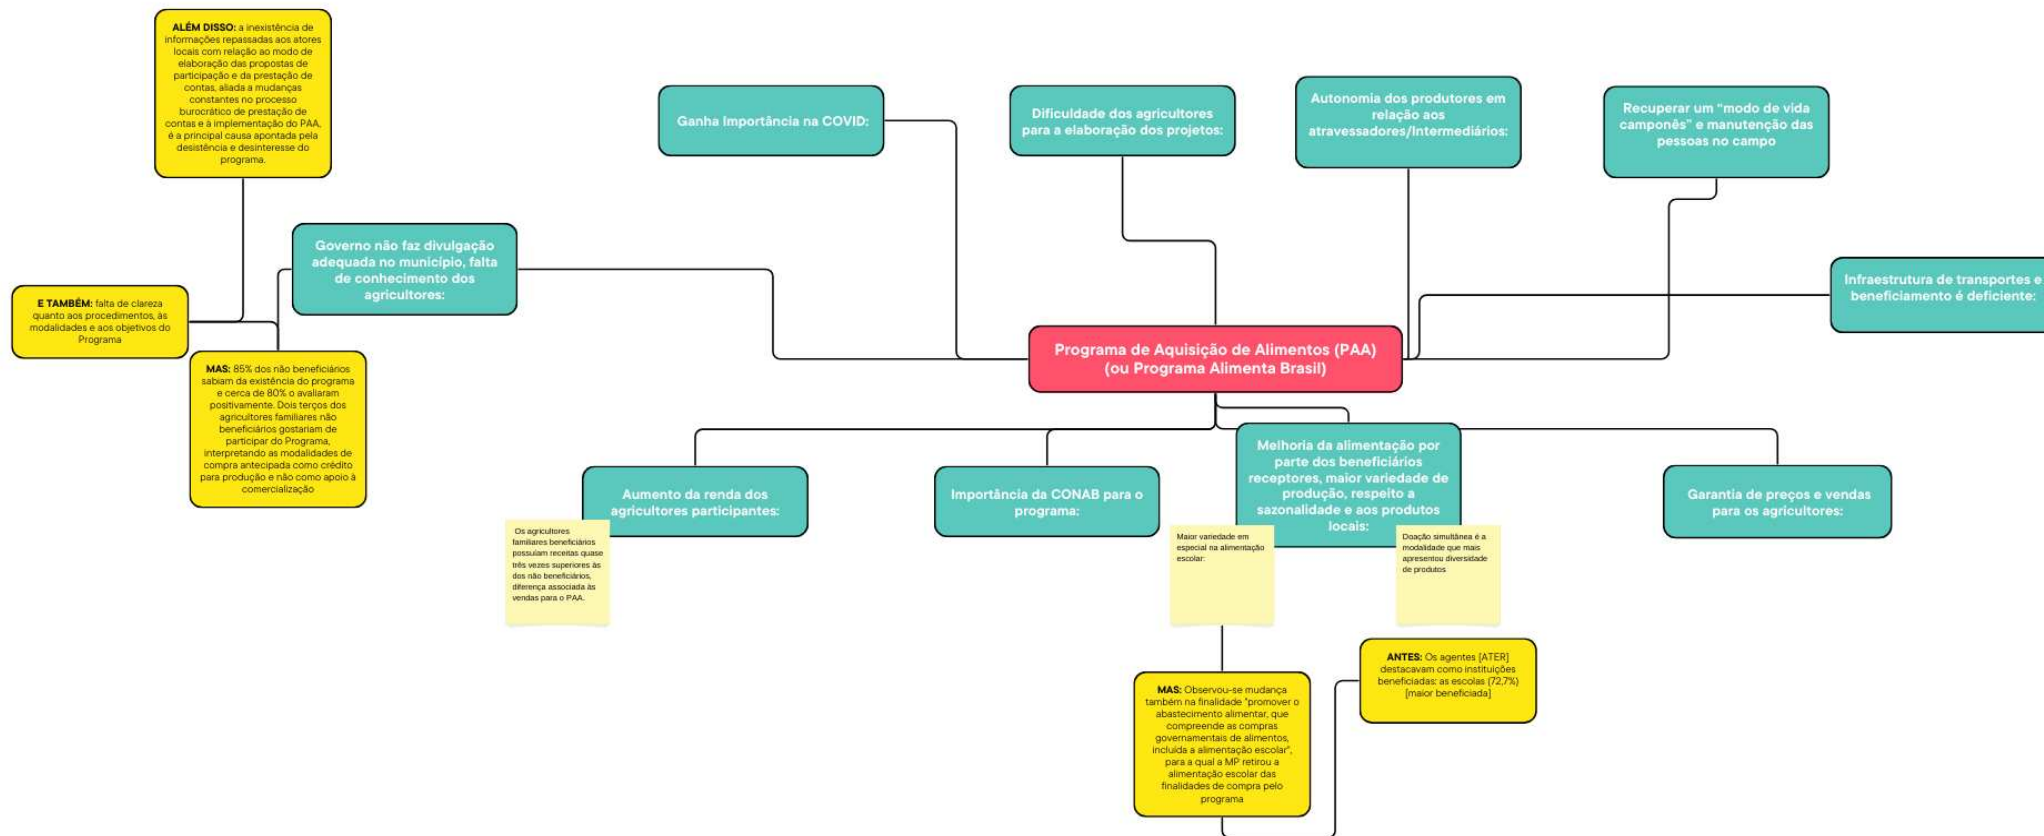 ALÉM DISSO: a inexistência de
informações repassadas aos atores
locais com relação ao modo de
elaboração das propostas de
participação e da prestação de
contas, aliada a mudanças
constantes no processo
burocrático de prestação de
contas e à implementação do PAA,
é a principal causa apontada pela
desistência e desinteresse do
programa.
Ganha Importância na COVID:
Dificuldade dos agricultores
para a elaboração dos projetos:
Autonomia dos produtores em
relação aos
atravessadores/Intermediários:
Recuperar um "modo de vida
camponês" e manutenção das
pessoas no campo
Governo não faz divulgação
adequada no município, falta
de conhecimento dos
agricultores:
Infraestrutura de transportes e
beneficiamento é deficiente:
E TAMBÉM: falta de clareza
quanto aos procedimentos, às
modalidades e aos objetivos do
Programa
Programa de Aquisição de Alimentos (PAA)
(ou Programa Alimenta Brasil)
MAS: 85% dos não beneficiários
sabiam da existência do programa
e cerca de 80% o avaliaram
positivamente. Dois terços dos
agricultores familiares não
beneficiários gostariam de
participar do Programa,
interpretando as modalidades de
compra antecipada como crédito
para produção e não como apoio à
comercialização
Aumento da renda dos
agricultores participantes:
Importância da CONAB para o
programa:
Melhoria da alimentação por
parte dos beneficiários
receptores, maior variedade de
produção, respeito a
sazonalidade e aos produtos
locais:
Garantia de preços e vendas
para os agricultores:
Os agricultores
familiares beneficiários
possuíam receitas quase
três vezes superiores às
dos não beneficiários,
diferença associada às
vendas para o PAA.
Maior variedade em
especial na alimentação
escolar:
Doação simultânea é a
modalidade que mais
apresentou diversidade
de produtos
ANTES: Os agentes [ATER]
destacavam como instituições
beneficiadas: as escolas (72,7%)
[maior beneficiada]
MAS: Observou-se mudança
também na finalidade "promover o
abastecimento alimentar, que
compreende as compras
governamentais de alimentos,
incluída a alimentação escolar",
para a qual a MP retirou a
alimentação escolar das
finalidades de compra pelo
programa